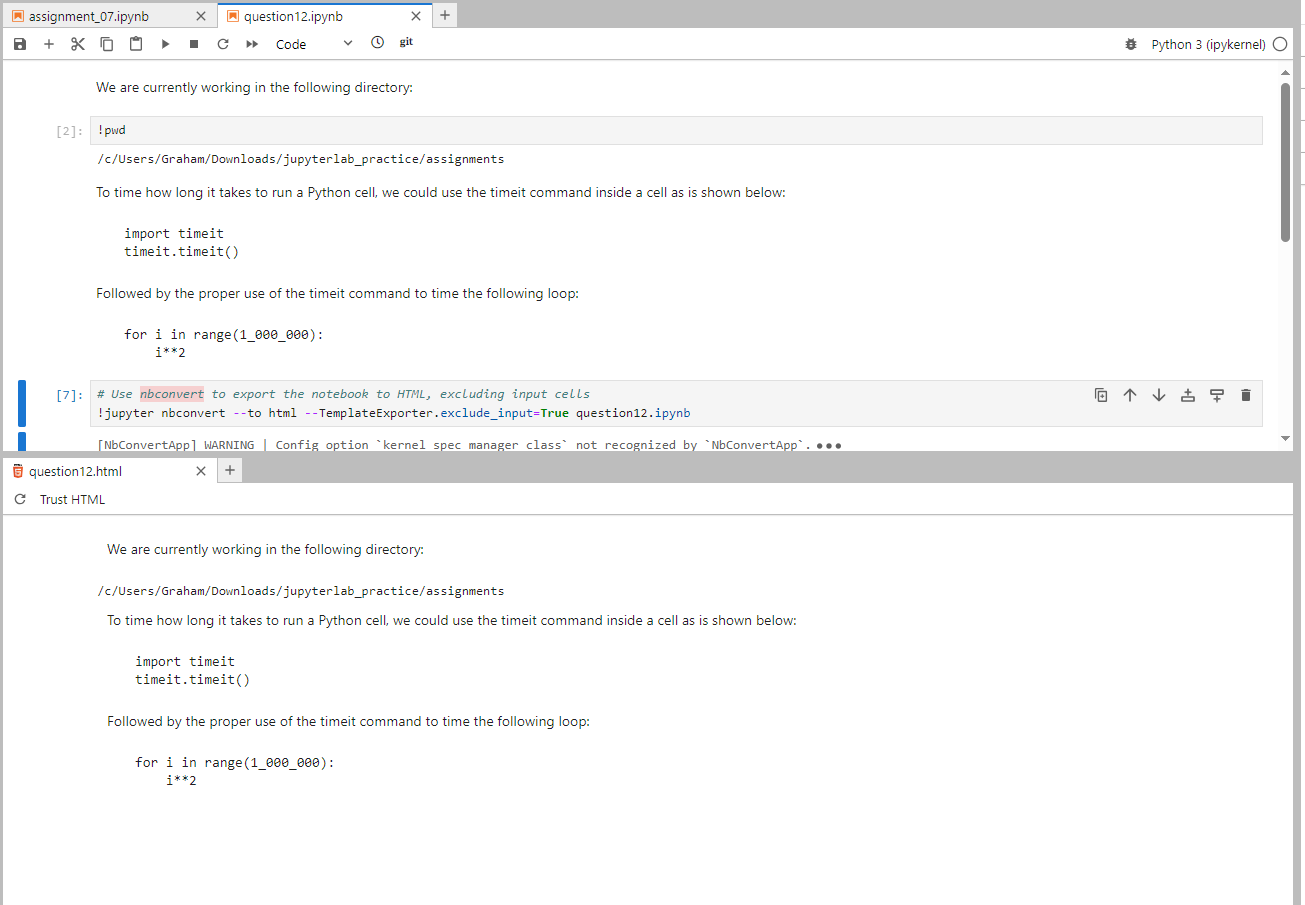 assignment_07.ipynb
question12.ipynb
Code
git
Python 3 (ipykernel)
We are currently working in the following directory:
[2]:
!pwd
/c/Users/Graham/Downloads/jupyterlab_practice/assignments
To time how long it takes to run a Python cell, we could use the timeit command inside a cell as is shown below:
import timeit
timeit.timeit()
Followed by the proper use of the timeit command to time the following loop:
for i in range(1_000_000):
    i**2
[7]:
# Use nbconvert to export the notebook to HTML, excluding input cells
!jupyter nbconvert --to html --TemplateExporter.exclude_input=True question12.ipynb
[NbConvertApp] WARNING | Config option `kernel_spec_manager_class` not recognized by `NbConvertApp`. •••
question12.html
Trust HTML
We are currently working in the following directory:
/c/Users/Graham/Downloads/jupyterlab_practice/assignments
To time how long it takes to run a Python cell, we could use the timeit command inside a cell as is shown below:
import timeit
timeit.timeit()
Followed by the proper use of the timeit command to time the following loop:
for i in range(1_000_000):
    i**2